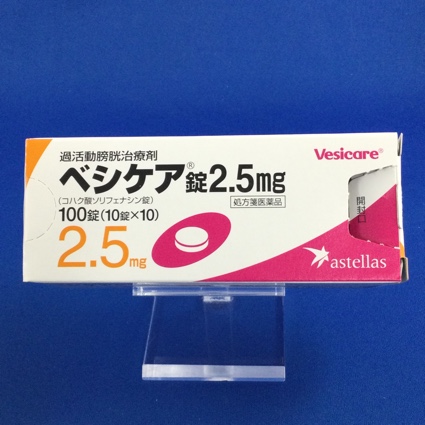 過活動膀胱治療剤
ベシケア®錠2.5mg
(コハク酸ソリフェナシン錠)
処方箋医薬品
100錠(10錠×10)
2.5mg
Vesicare®
開封口
astellas